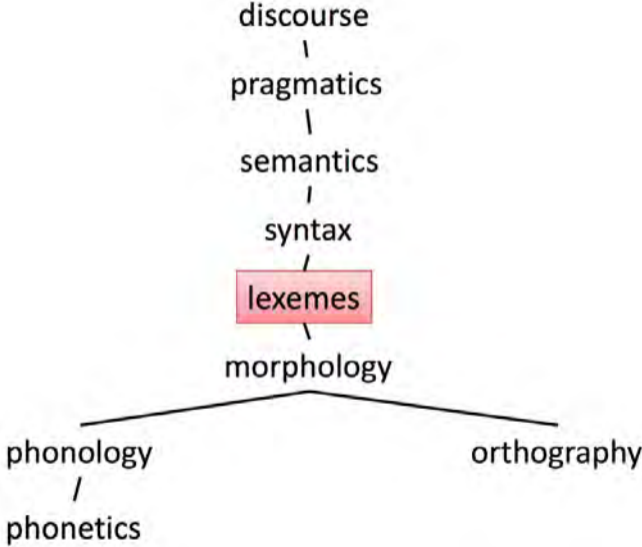 discourse
pragmatics
semantics
syntax
lexemes
morphology
phonology orthography
phonetics